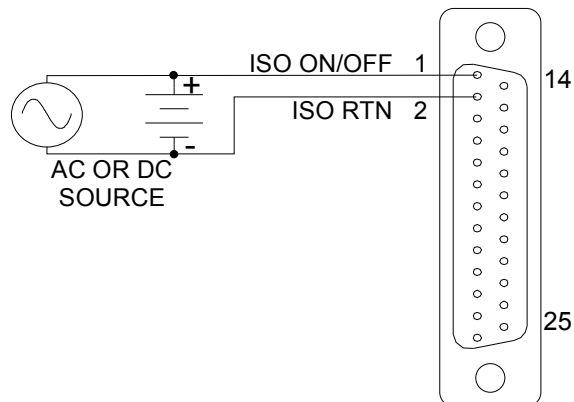 ISO ON/OFF 1
14
+
ISO RTN 2
-
AC OR DC
SOURCE
25